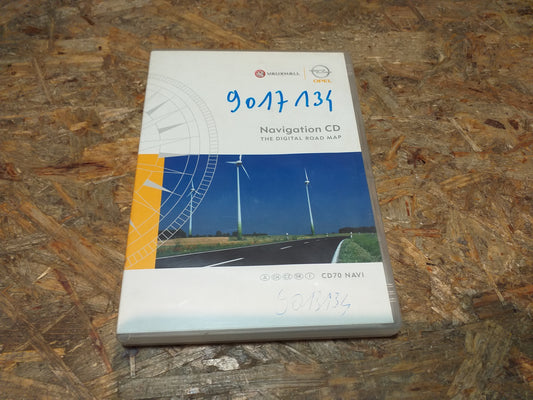 VAUXHALL OPEL
9017134
Navigation CD
THE DIGITAL ROAD MAP
CD70 NAVI
9017134